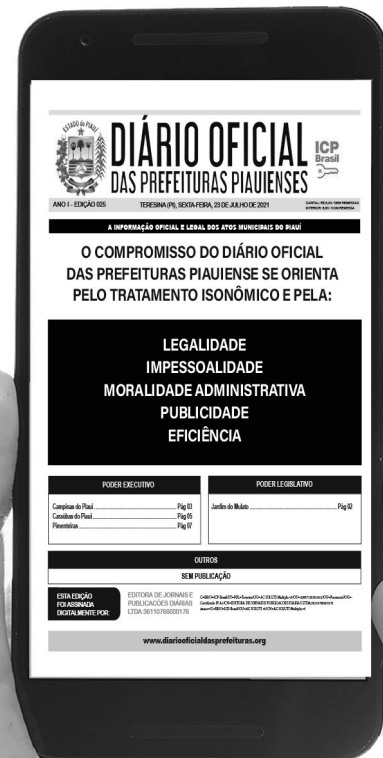 ESTADO do PIAUÍ
DIÁRIO OFICIAL
DAS PREFEITURAS PIAUIENSES
ICP
Brasil
ANO I - EDIÇÃO 025
TERESINA (PI), SEXTA-FEIRA, 23 DE JULHO DE 2021
A INFORMAÇÃO OFICIAL E LEGAL DOS ATOS MUNICIPAIS DO PIAUÍ
O COMPROMISSO DO DIÁRIO OFICIAL
DAS PREFEITURAS PIAUIENSE SE ORIENTA
PELO TRATAMENTO ISONÔMICO E PELA:
LEGALIDADE
IMPESSOALIDADE
MORALIDADE ADMINISTRATIVA
PUBLICIDADE
EFICIÊNCIA
PODER EXECUTIVO
Campinas do Piauí Pág 03
Caraúbas do Piauí Pág 05
Pimenteiras Pág 07
PODER LEGISLATIVO
Jardim do Mulato Pág 02
OUTROS
SEM PUBLICAÇÃO
ESTA EDIÇÃO
FOI ASSINADA
DIGITALMENTE POR:
EDITORA DE JORNAIS E
PUBLICAÇÕES DIÁRIAS
LTDA:38110788000176
www.diariooficialdasprefeituras.org